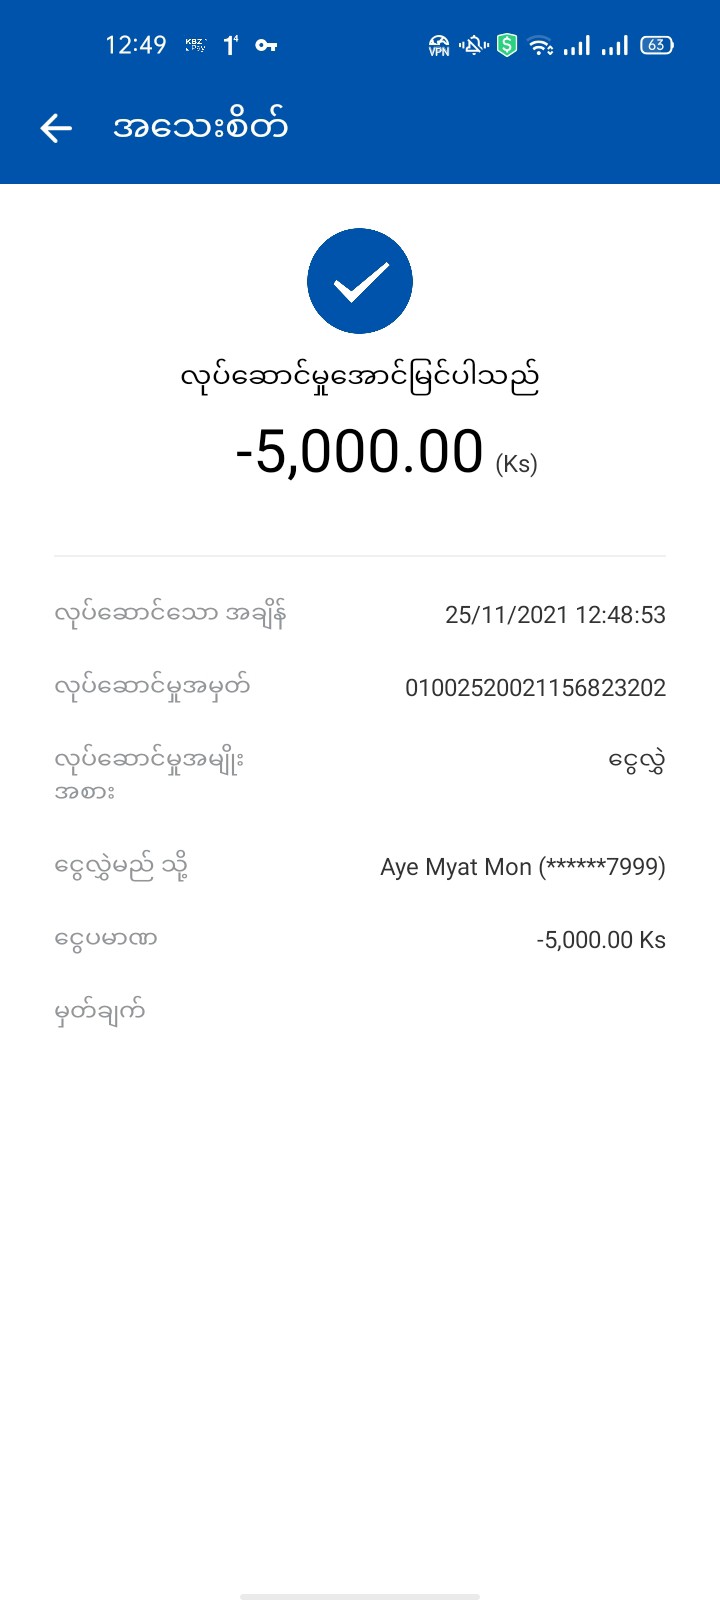 12:49 KBZ Pay 1⁴ VPN 63
အသေးစိတ်
လုပ်ဆောင်မှုအောင်မြင်ပါသည်
-5,000.00 (Ks)
လုပ်ဆောင်သော အချိန် 25/11/2021 12:48:53
လုပ်ဆောင်မှုအမှတ် 01002520021156823202
လုပ်ဆောင်မှုအမျိုး ငွေလွှဲ
အစား
ငွေလွှဲမည် သို့ Aye Myat Mon (******7999)
ငွေပမာဏ -5,000.00 Ks
မှတ်ချက်